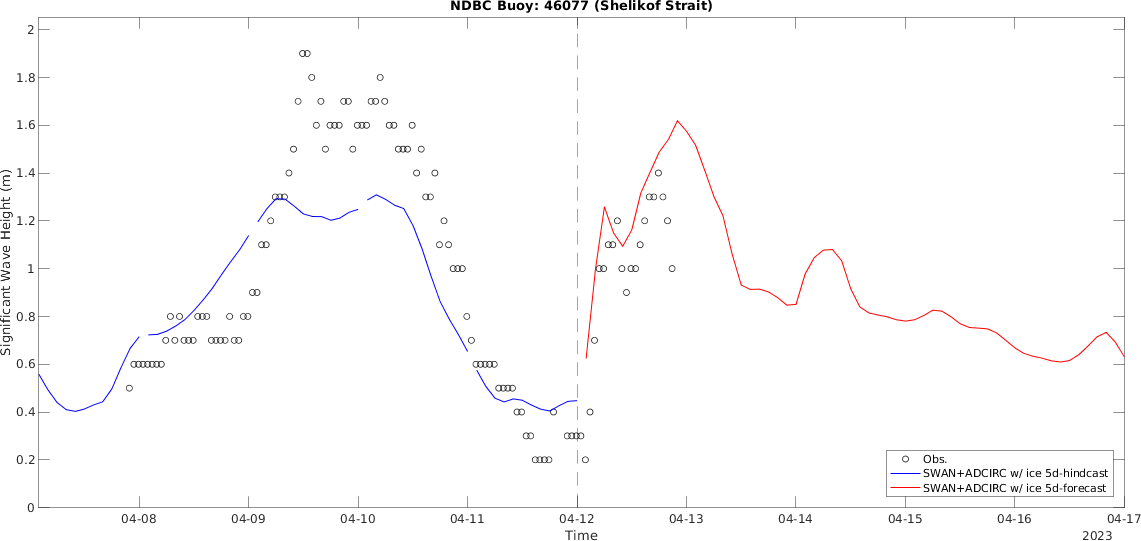 NDBC Buoy: 46077 (Shelikof Strait)
2
1.8
1.6
1.4
1.2
1
0.8
0.6
0.4
0.2
0
Significant Wave Height (m)
Obs.
SWAN+ADCIRC w/ ice 5d-hindcast
SWAN+ADCIRC w/ ice 5d-forecast
04-08 04-09 04-10 04-11 04-12 04-13 04-14 04-15 04-16 04-17
Time
2023